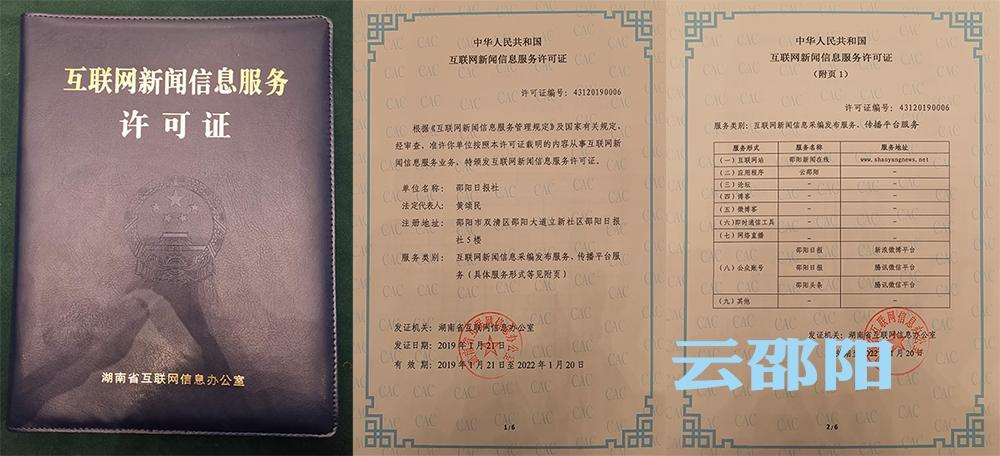 互联网新闻信息服务
许可证
湖南省互联网信息办公室
中华人民共和国
互联网新闻信息服务许可证
许可证编号：43120190006
根据《互联网新闻信息服务管理规定》及国家有关规定，
经审查，准许你单位按照本许可证载明的内容从事互联网新
闻信息服务业务，特颁发互联网新闻信息服务许可证。
单位名称：邵阳日报社
法定代表人：黄颂民
注册地址：邵阳市双清区邵阳大道立新社区邵阳日报
社5楼
服务类别：互联网新闻信息采编发布服务、传播平台服
务（具体服务形式等见附页）
发证机关：湖南省互联网信息办公室
发证日期：2019年1月21日
有效期：2019年1月21日至2022年1月20日
1/6
中华人民共和国
互联网新闻信息服务许可证
（附页1）
许可证编号：43120190006
服务类别：互联网新闻信息采编发布服务、传播平台服务
服务形式 服务名称 服务地址
（一）互联网站 邵阳新闻在线 www.shaoyangnews.net
（二）应用程序 云邵阳 -
（三）论坛 - -
（四）博客 - -
（五）微博客 - -
（六）即时通信工具 - -
（七）网络直播 - -
（八）公众账号 邵阳日报 新浪微博平台
邵阳日报 腾讯微信平台
邵阳头条 腾讯微信平台
（九）其他 - -
发证机关：湖南省互联网信息办公室
2022年1月20日
云邵阳
2/6